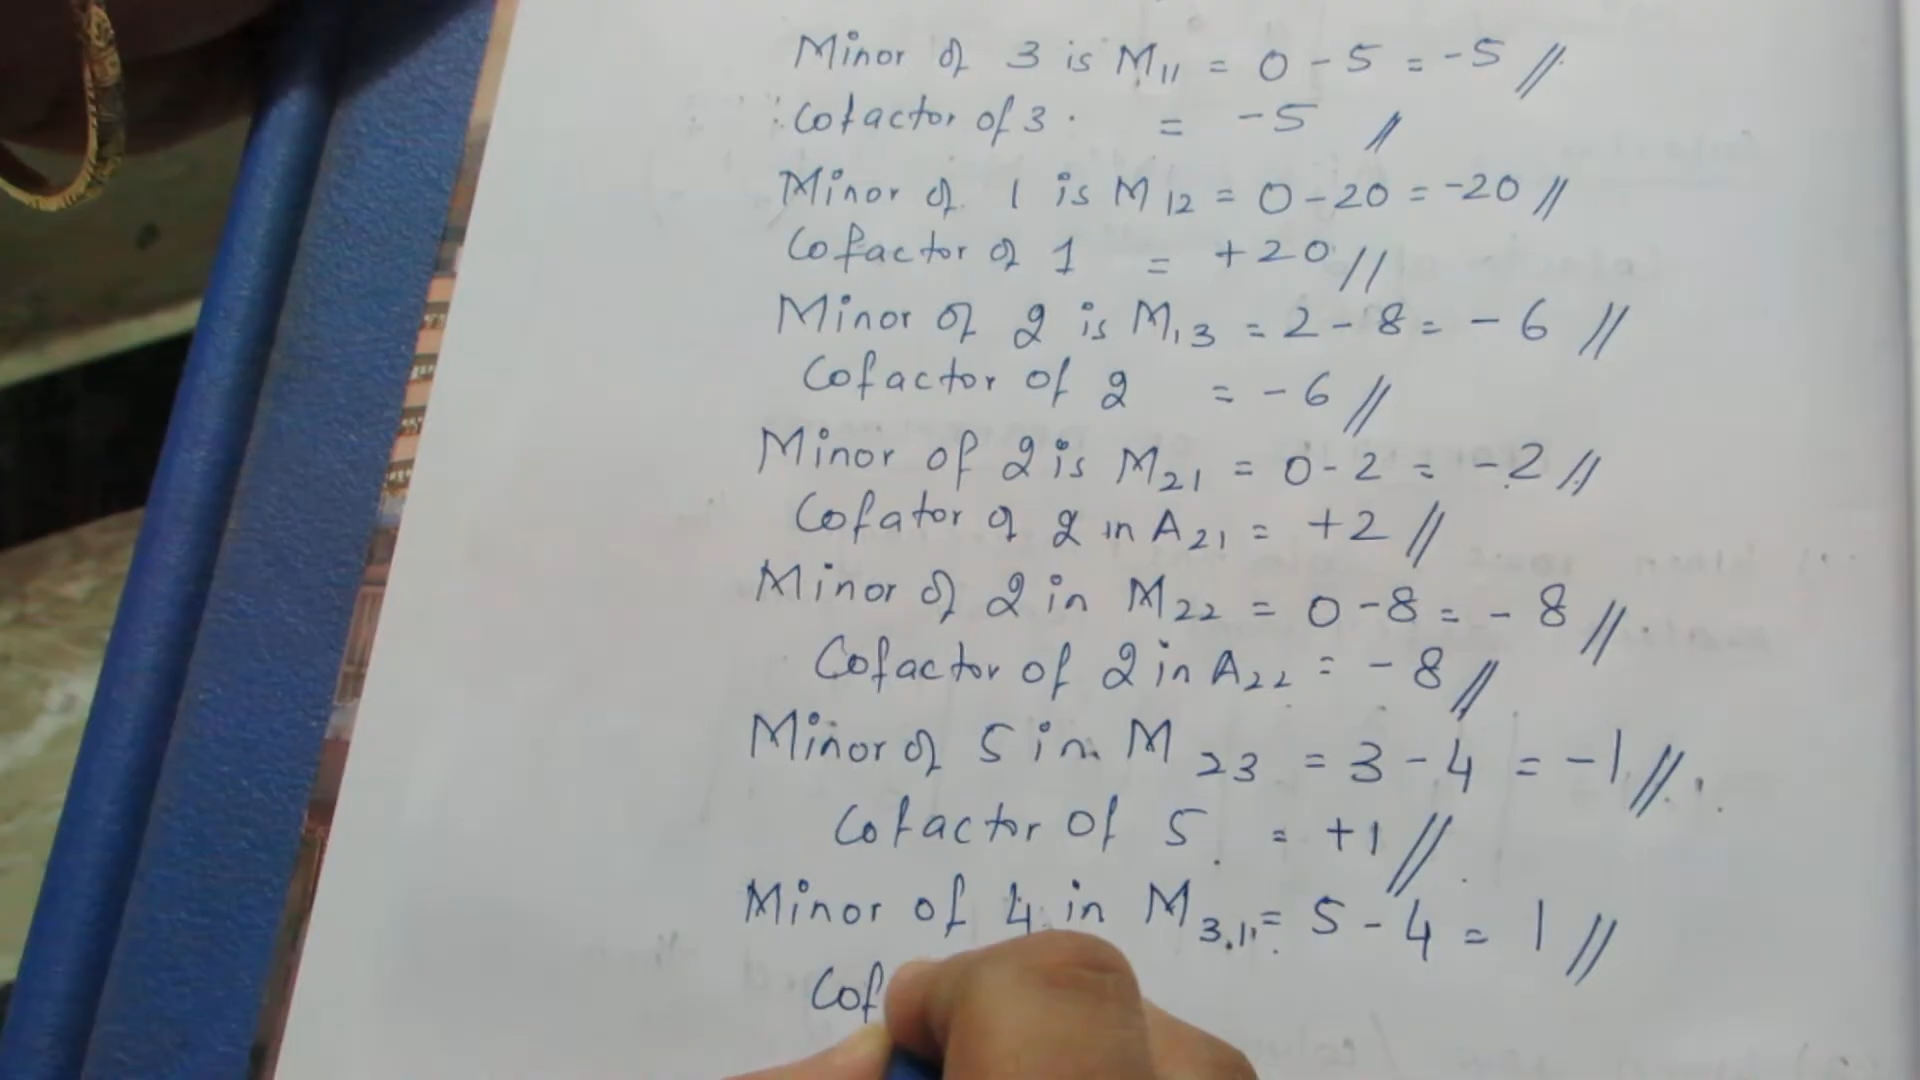 Minor of 3 is M11 = 0 - 5 = -5 //
Cofactor of 3 = -5 //
Minor of 1 is M12 = 0 - 20 = -20 //
Cofactor of 1 = +20 //
Minor of 2 is M13 = 2 - 8 = - 6 //
Cofactor of 2 = - 6 //
Minor of 2 is M21 = 0 - 2 = - 2 //
Cofator of 2 in A21 = +2 //
Minor of 2 in M22 = 0 - 8 = - 8 //
Cofactor of 2 in A22 = - 8 //
Minor of 5 in M23 = 3 - 4 = -1 //
Cofactor of 5 = +1 //
Minor of 4 in M31 = 5 - 4 = 1 //
Cof